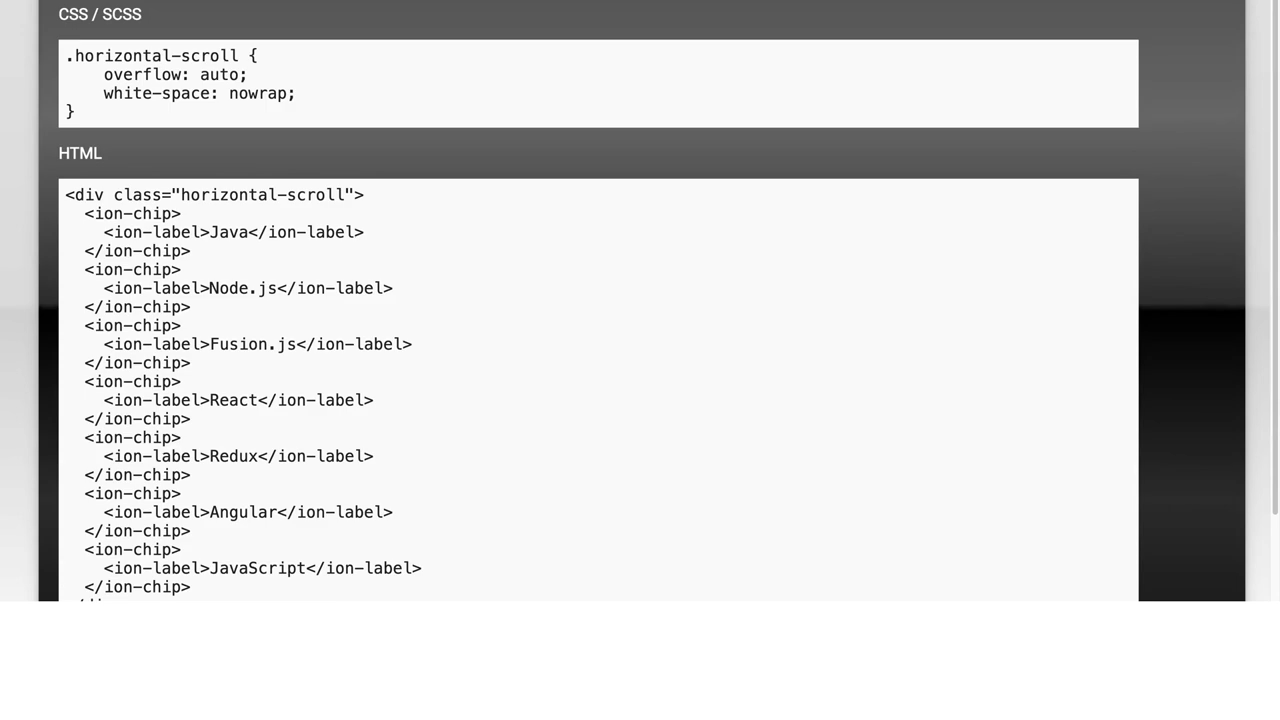 CSS / SCSS
.horizontal-scroll {
    overflow: auto;
    white-space: nowrap;
}
HTML
<div class="horizontal-scroll">
  <ion-chip>
    <ion-label>Java</ion-label>
  </ion-chip>
  <ion-chip>
    <ion-label>Node.js</ion-label>
  </ion-chip>
  <ion-chip>
    <ion-label>Fusion.js</ion-label>
  </ion-chip>
  <ion-chip>
    <ion-label>React</ion-label>
  </ion-chip>
  <ion-chip>
    <ion-label>Redux</ion-label>
  </ion-chip>
  <ion-chip>
    <ion-label>Angular</ion-label>
  </ion-chip>
  <ion-chip>
    <ion-label>JavaScript</ion-label>
  </ion-chip>